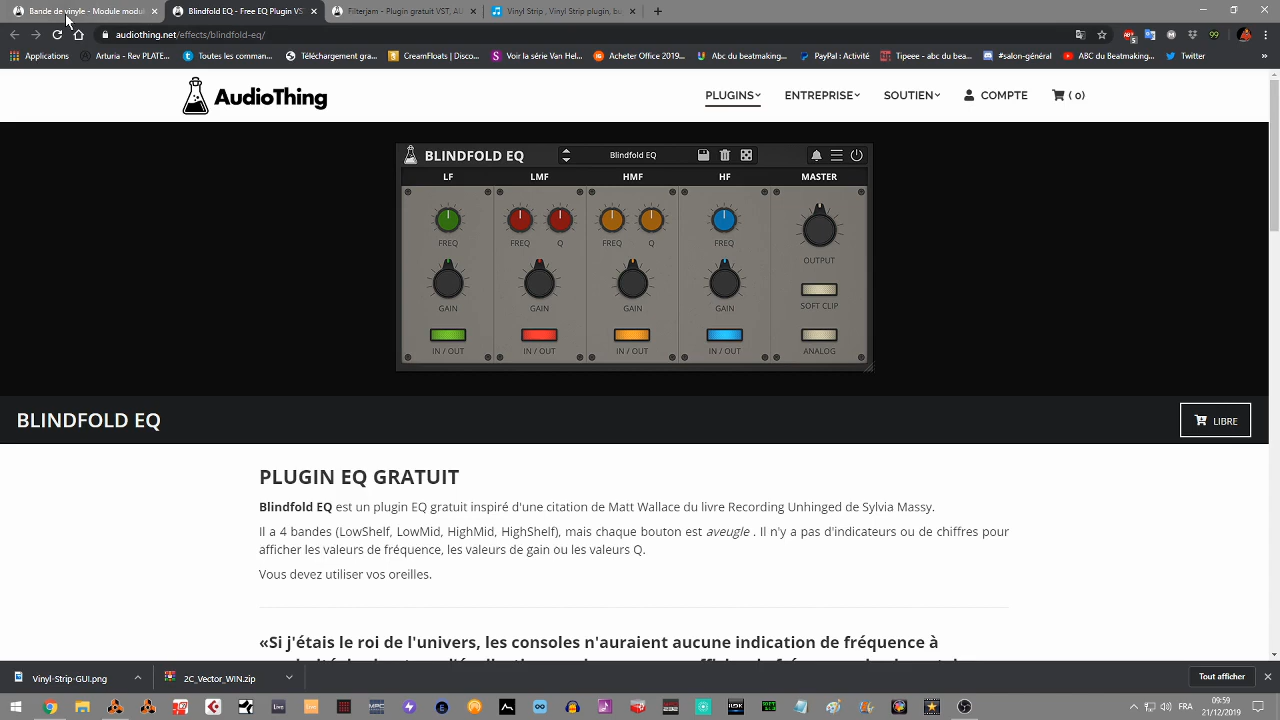 Bande de vinyle - Module modul
Blindfold EQ - Free EQ Plugin VS
Filterjam - Free quirk VST, AU
Vinyl Strip , Vinyl Strip plugin, bu
audiothing.net/effects/blindfold-eq/
Applications
Arturia - Rev PLATE...
Toutes les comman...
Téléchargement gra...
CreamFloats | Disco...
Voir la série Van Hel...
Acheter Office 2019...
Abc du beatmaking...
PayPal : Activité
Tipeee - abc du bea...
#salon-général
ABC du Beatmaking...
Twitter
AudioThing
PLUGINS
ENTREPRISE
SOUTIEN
COMPTE
( 0)
BLINDFOLD EQ
Blindfold EQ
LF LMF HMF HF MASTER
FREQ FREQ Q FREQ Q FREQ
OUTPUT
GAIN GAIN GAIN GAIN SOFT CLIP
IN / OUT IN / OUT IN / OUT IN / OUT ANALOG
BLINDFOLD EQ
LIBRE
PLUGIN EQ GRATUIT
Blindfold EQ est un plugin EQ gratuit inspiré d'une citation de Matt Wallace du livre Recording Unhinged de Sylvia Massy.
Il a 4 bandes (LowShelf, LowMid, HighMid, HighShelf), mais chaque bouton est aveugle . Il n'y a pas d'indicateurs ou de chiffres pour
afficher les valeurs de fréquence, les valeurs de gain ou les valeurs Q.
Vous devez utiliser vos oreilles.
«Si j'étais le roi de l'univers, les consoles n'auraient aucune indication de fréquence à
Vinyl-Strip-GUI.png
2C_Vector_WiN.zip
Tout afficher
FRA
09:59
21/12/2019